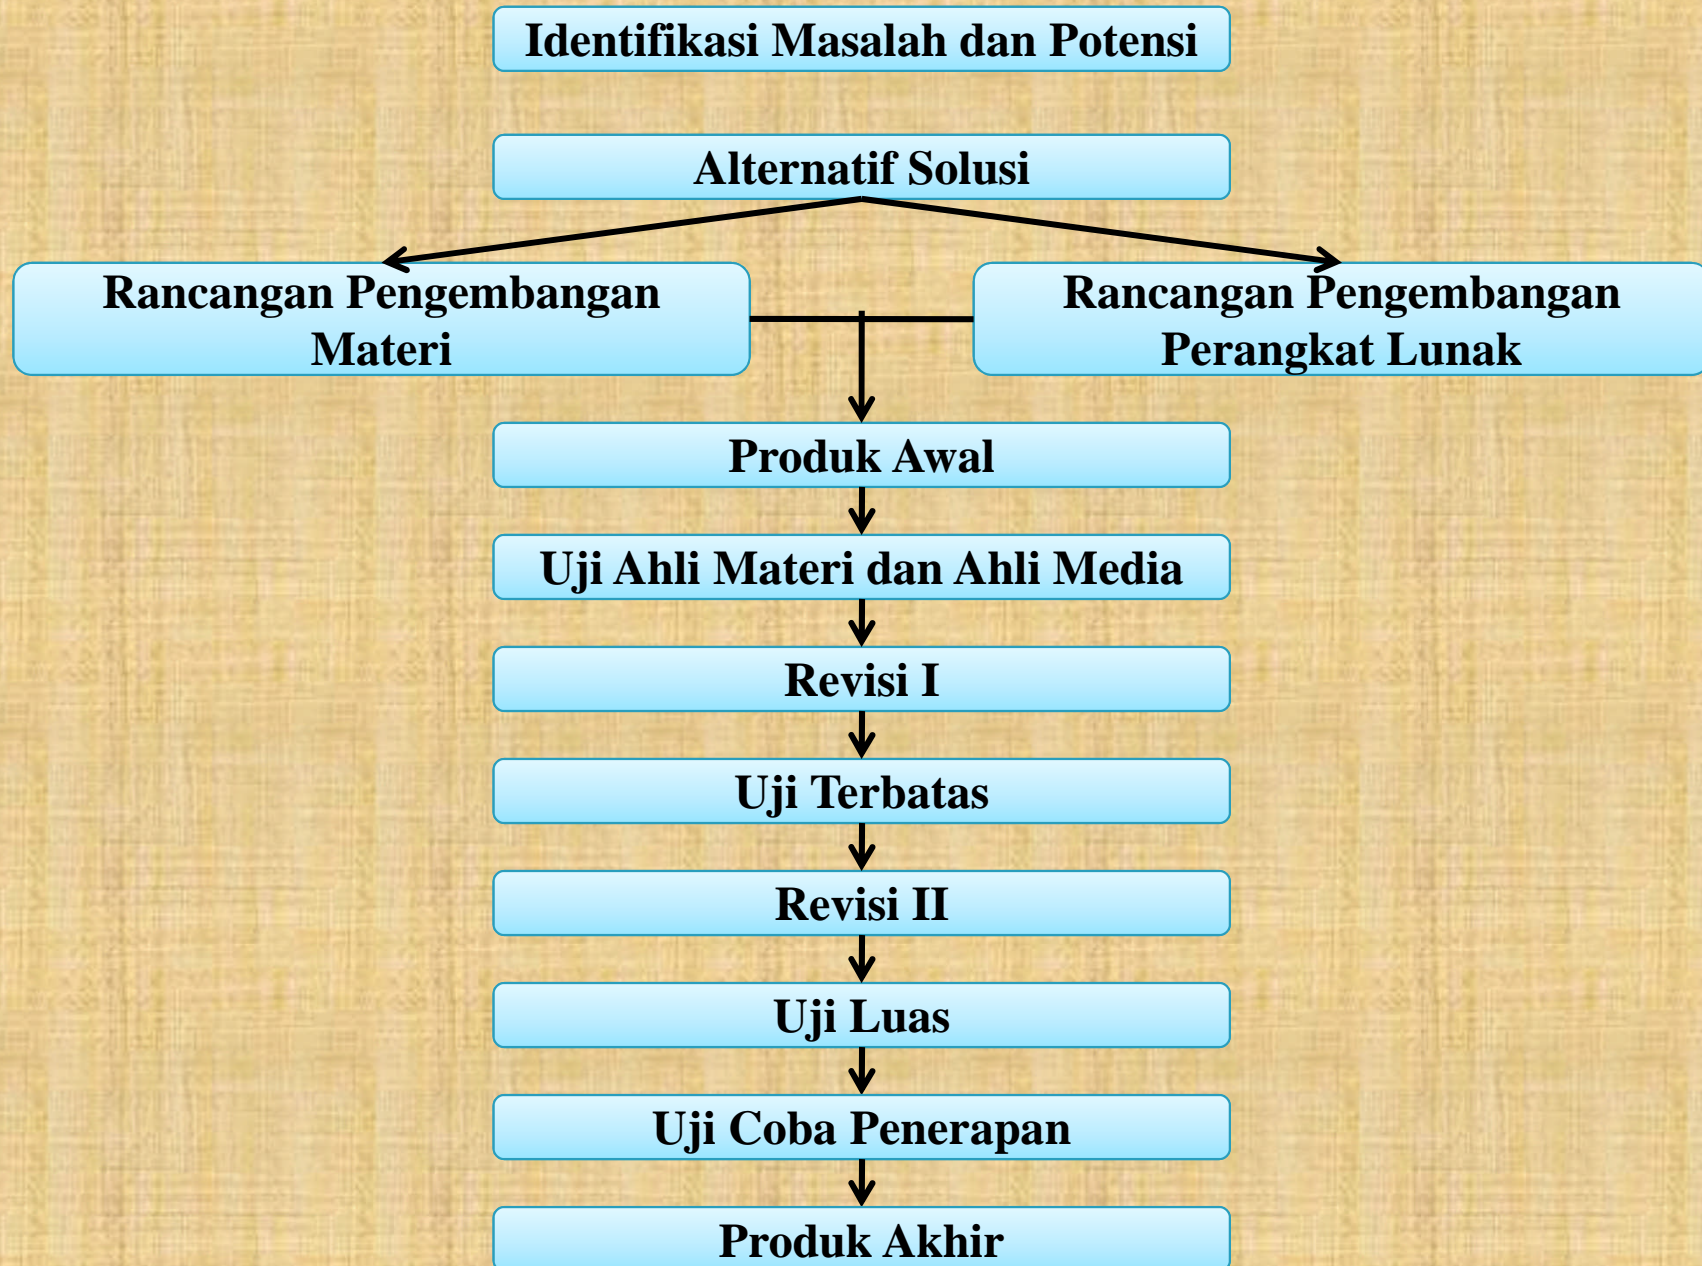 Identifikasi Masalah dan Potensi
Alternatif Solusi
Rancangan Pengembangan
Materi
Rancangan Pengembangan
Perangkat Lunak
Produk Awal
Uji Ahli Materi dan Ahli Media
Revisi I
Uji Terbatas
Revisi II
Uji Luas
Uji Coba Penerapan
Produk Akhir